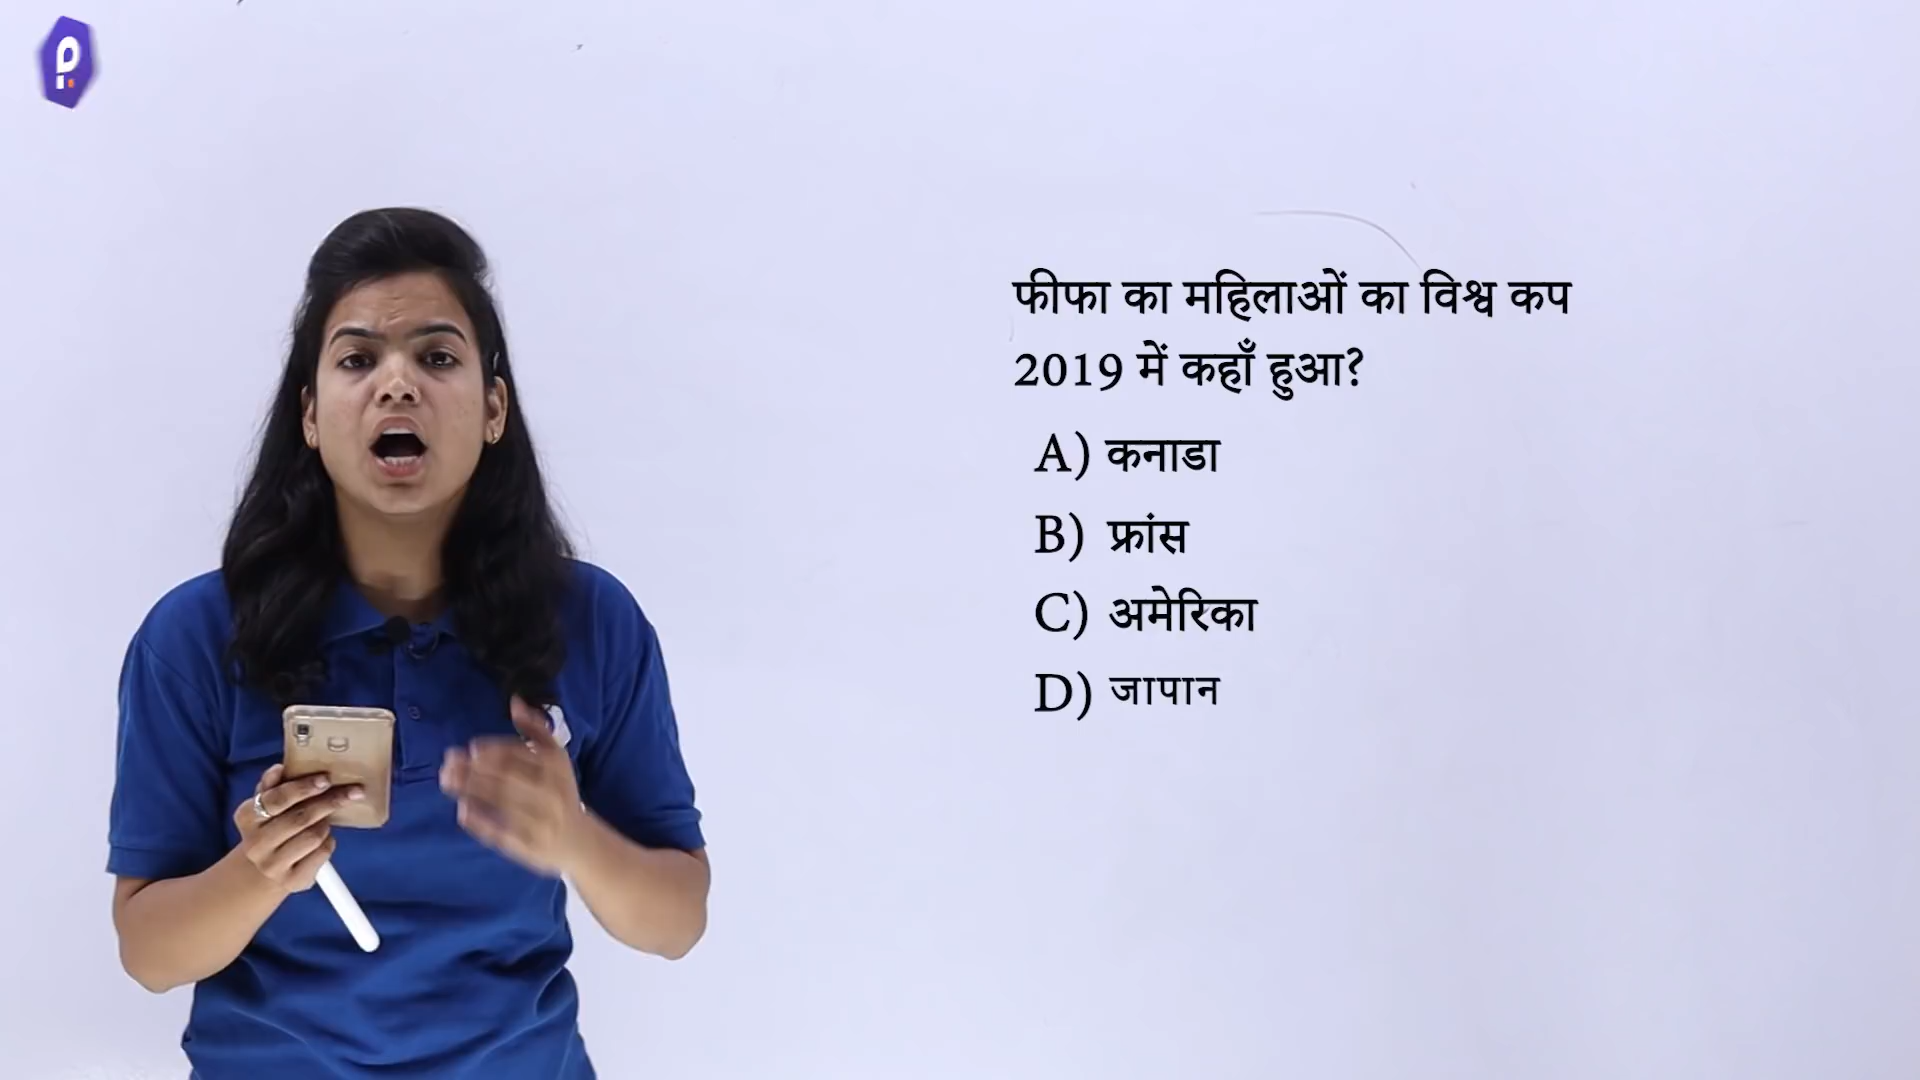 फीफा का महिलाओं का विश्व कप
2019 में कहाँ हुआ?
A) कनाडा
B) फ्रांस
C) अमेरिका
D) जापान